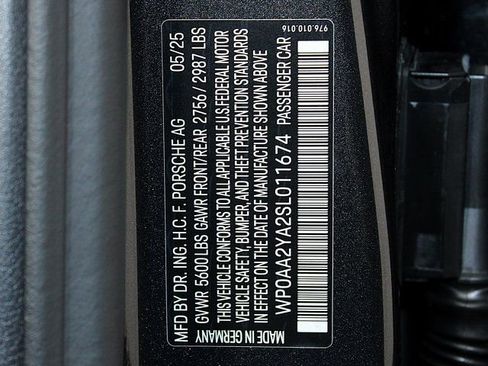 MFD BY DR. ING. H.C. F. PORSCHE AG 05/25
GVWR 5600 LBS GAWR FRONT/REAR 2756 / 2987 LBS
THIS VEHICLE CONFORMS TO ALL APPLICABLE U.S. FEDERAL MOTOR
VEHICLE SAFETY, BUMPER, AND THEFT PREVENTION STANDARDS
IN EFFECT ON THE DATE OF MANUFACTURE SHOWN ABOVE
WP0AA2YA2SL011674 PASSENGER CAR
MADE IN GERMANY
976.010.016